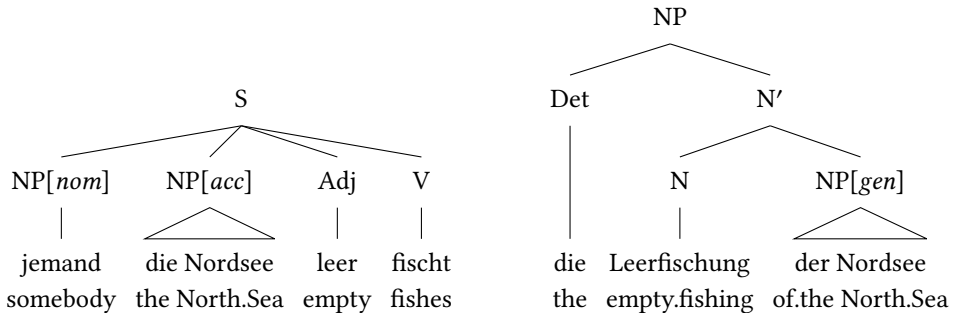 NP
S Det N′
NP[nom] NP[acc] Adj V N NP[gen]
jemand die Nordsee leer fischt die Leerfischung der Nordsee
somebody the North.Sea empty fishes the empty.fishing of.the North.Sea